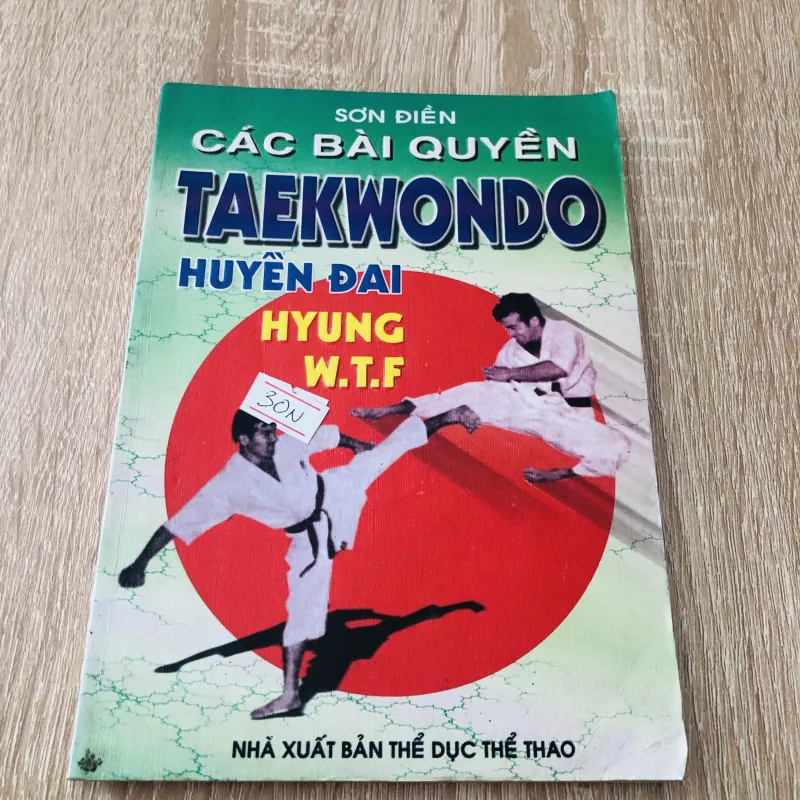 SƠN ĐIỀN
CÁC BÀI QUYỀN
TAEKWONDO
HUYỀN ĐAI
HYUNG
W.T.F
30N
NHÀ XUẤT BẢN THỂ DỤC THỂ THAO